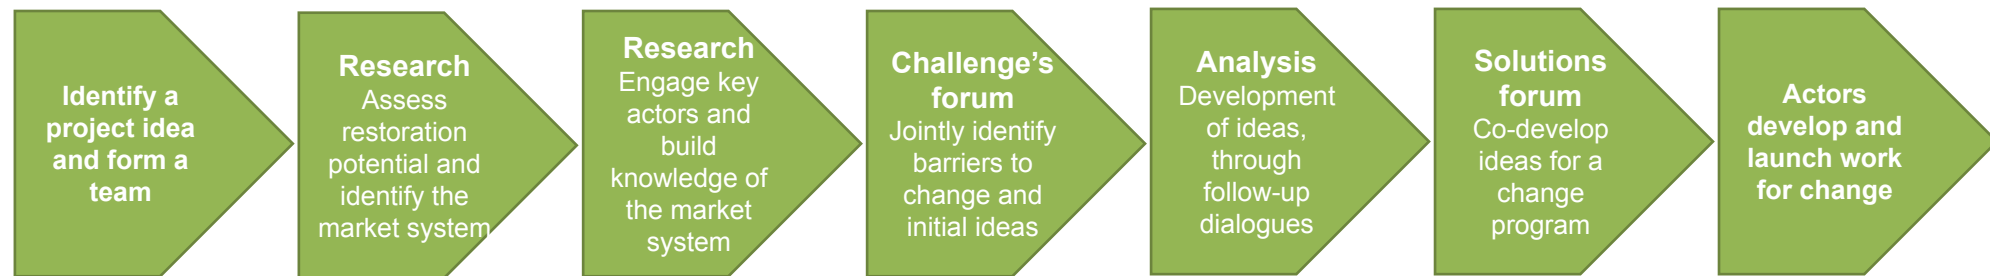 Identify a
project idea
and form a
team
Research
Assess
restoration
potential and
identify the
market system
Research
Engage key
actors and
build
knowledge of
the market
system
Challenge’s
forum
Jointly identify
barriers to
change and
initial ideas
Analysis
Development
of ideas,
through
follow-up
dialogues
Solutions
forum
Co-develop
ideas for a
change
program
Actors
develop and
launch work
for change